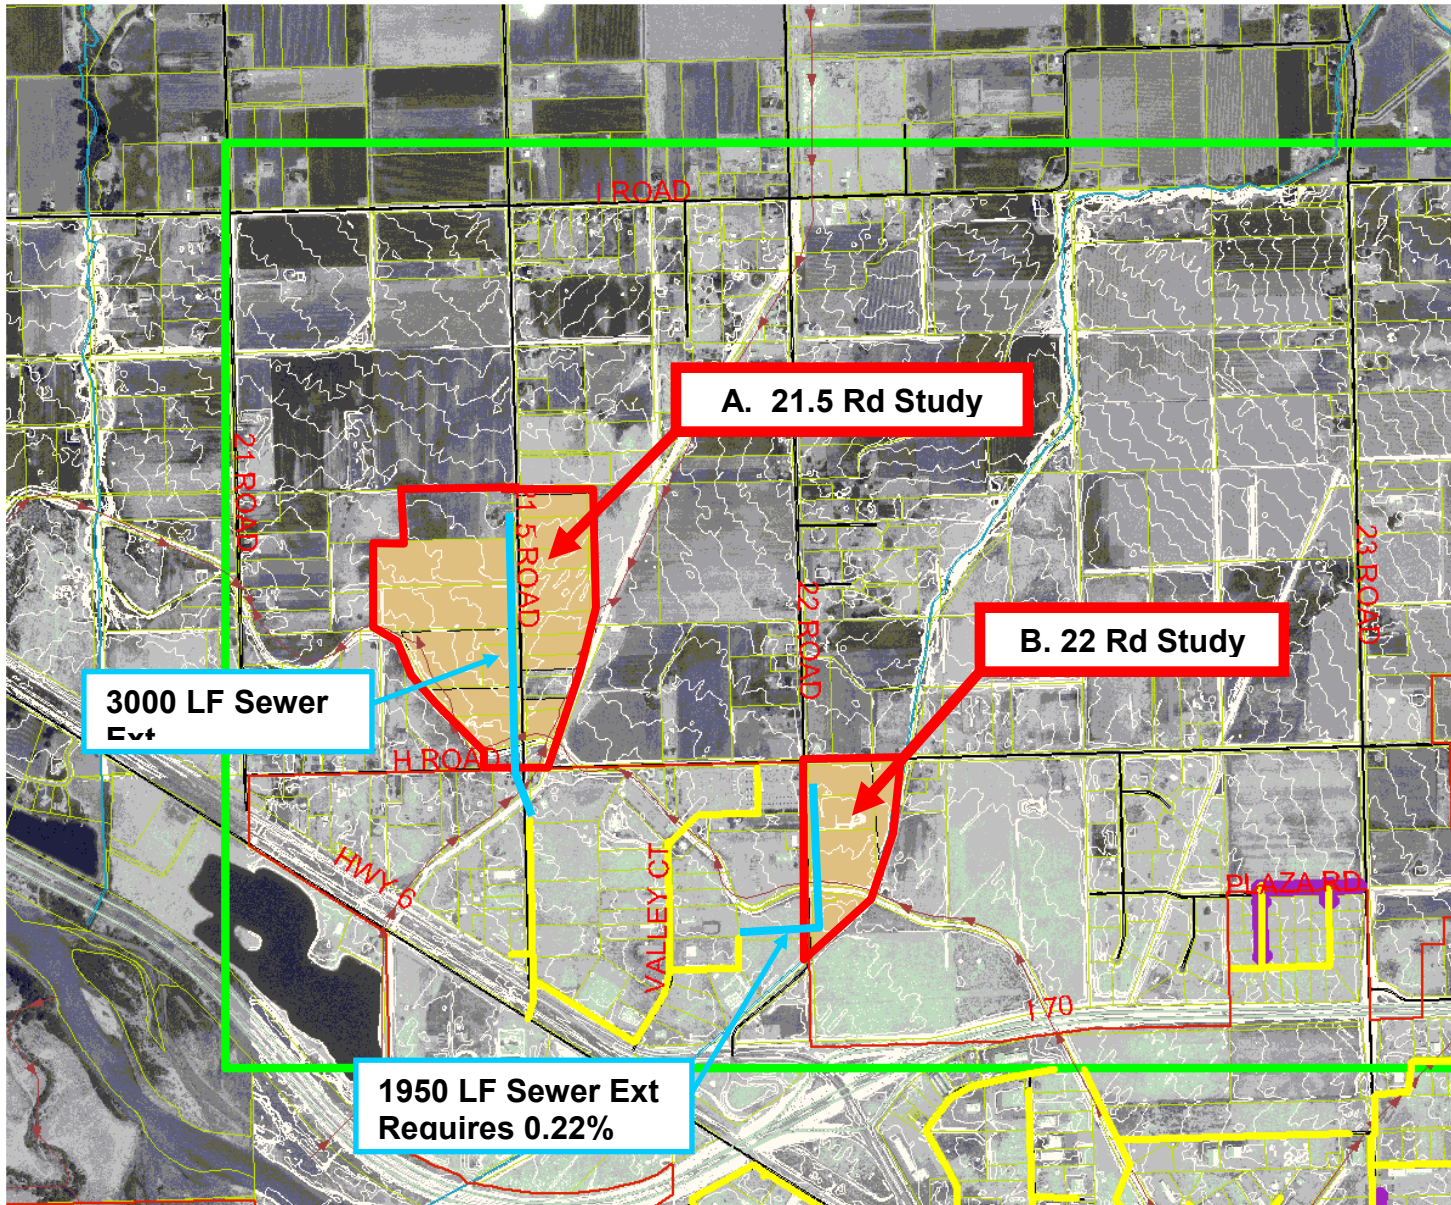 I ROAD
A. 21.5 Rd Study
21 ROAD
21.5 ROAD
23 ROAD
22 ROAD
B. 22 Rd Study
3000 LF Sewer
Ext
H ROAD
HWY 6
VALLEY CT
PLAZA RD
I 70
1950 LF Sewer Ext
Requires 0.22%